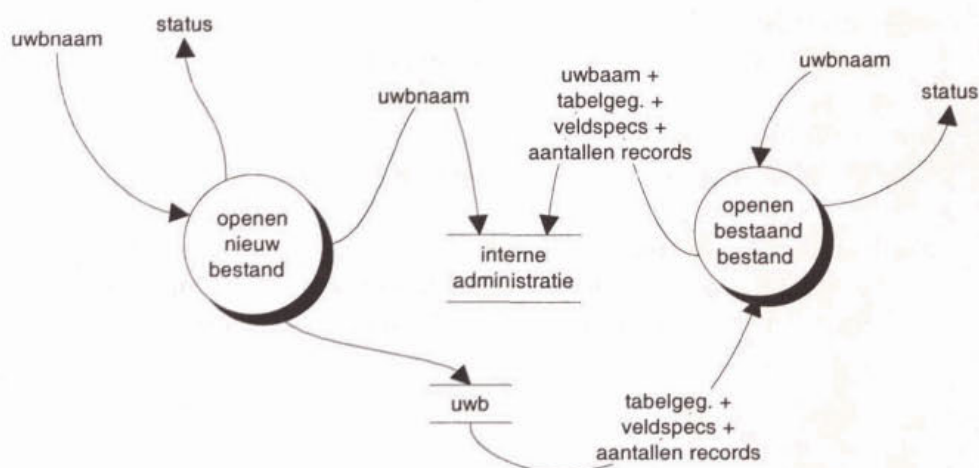 uwbnaam
status
uwbnaam
uwbaam +
tabelgeg. +
veldspecs +
aantallen records
uwbnaam
status
openen
nieuw
bestand
interne
administratie
openen
bestaand
bestand
uwb
tabelgeg. +
veldspecs +
aantallen records